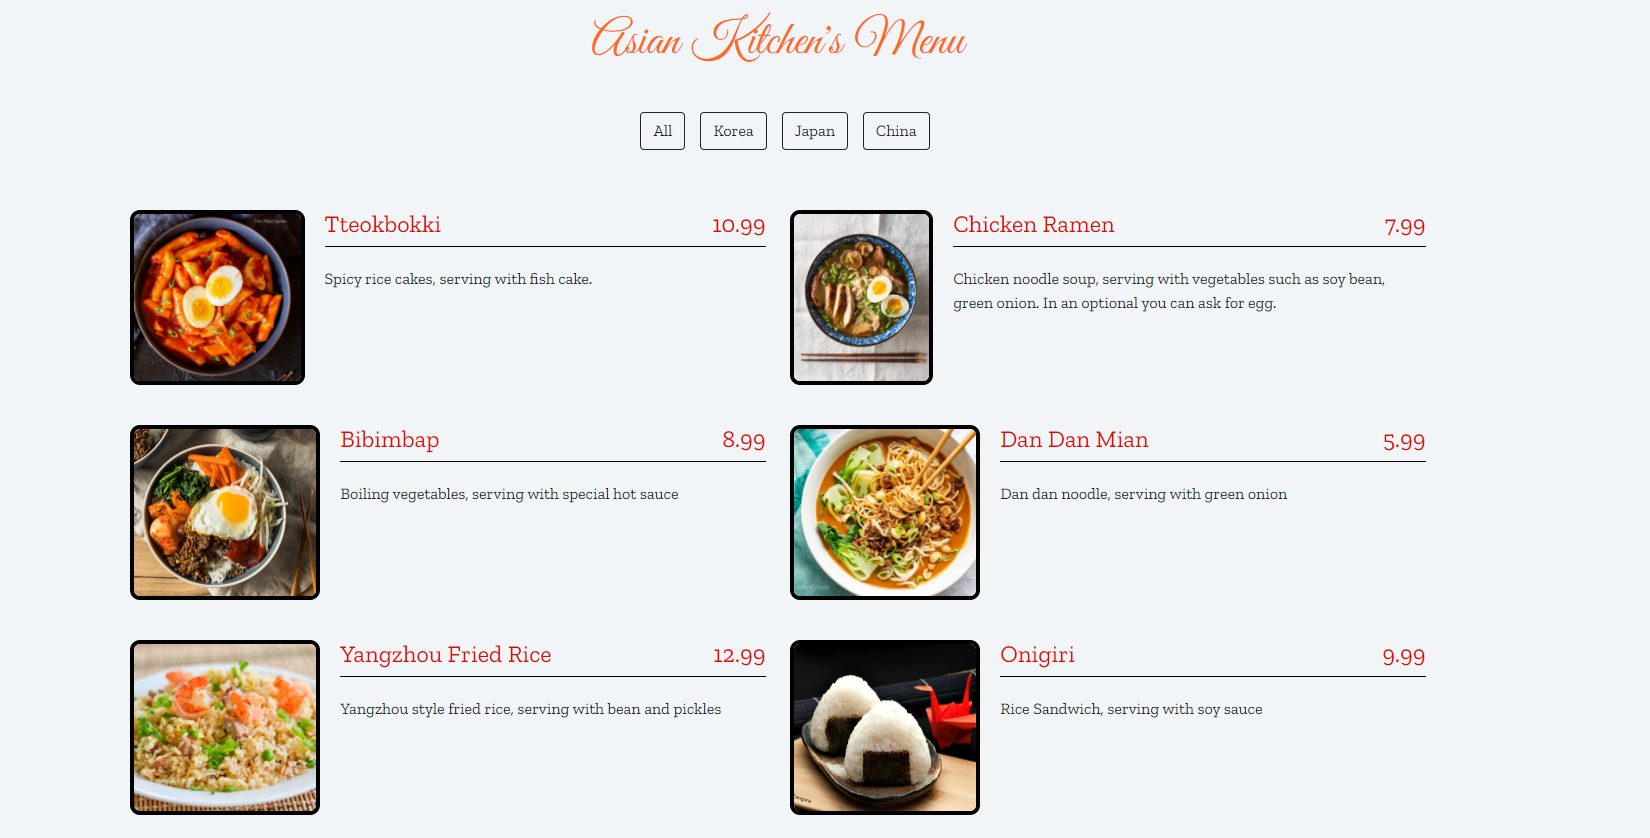 Asian Kitchen's Menu
All Korea Japan China
Tteokbokki 10.99
Spicy rice cakes, serving with fish cake.
Chicken Ramen 7.99
Chicken noodle soup, serving with vegetables such as soy bean,
green onion. In an optional you can ask for egg.
Bibimbap 8.99
Boiling vegetables, serving with special hot sauce
Dan Dan Mian 5.99
Dan dan noodle, serving with green onion
Yangzhou Fried Rice 12.99
Yangzhou style fried rice, serving with bean and pickles
Onigiri 9.99
Rice Sandwich, serving with soy sauce